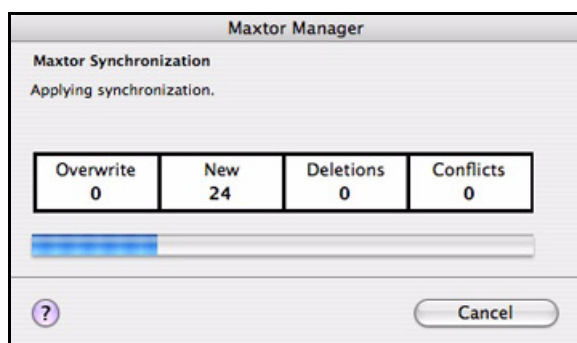 Maxtor Manager
Maxtor Synchronization
Applying synchronization.
Overwrite New Deletions Conflicts
0 24 0 0
?
Cancel